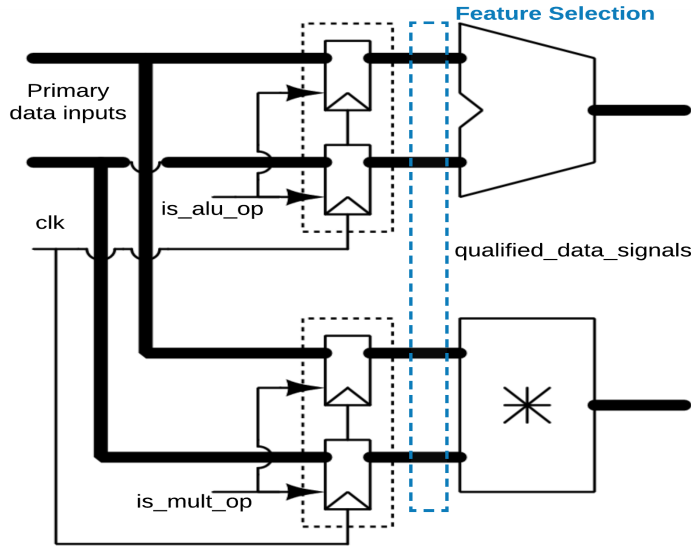 Feature Selection
Primary
data inputs
is_alu_op
clk
qualified_data_signals
is_mult_op